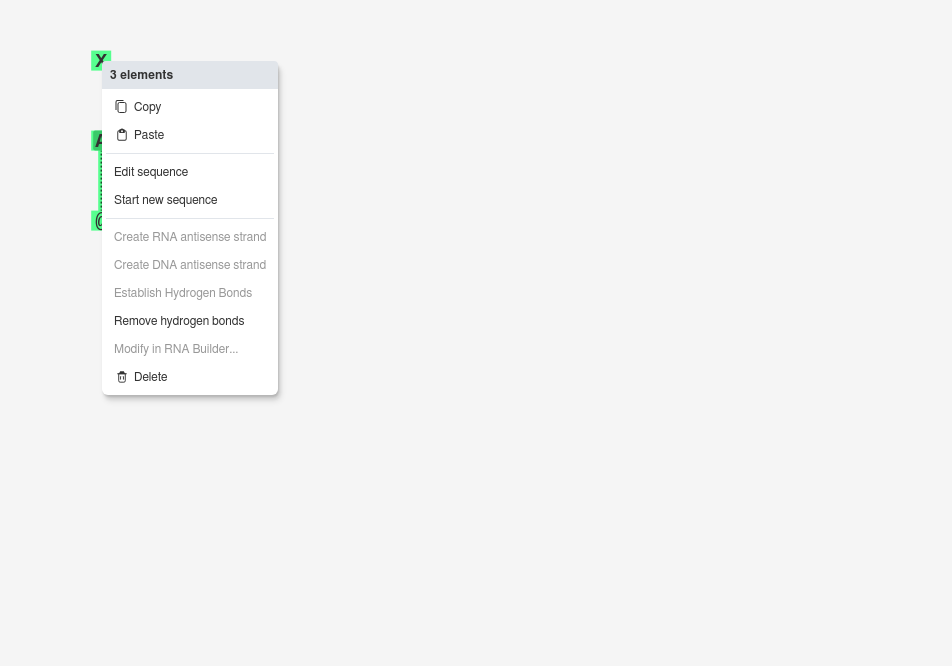 X
3 elements
Copy
Paste
A
Edit sequence
Start new sequence
@
Create RNA antisense strand
Create DNA antisense strand
Establish Hydrogen Bonds
Remove hydrogen bonds
Modify in RNA Builder...
Delete